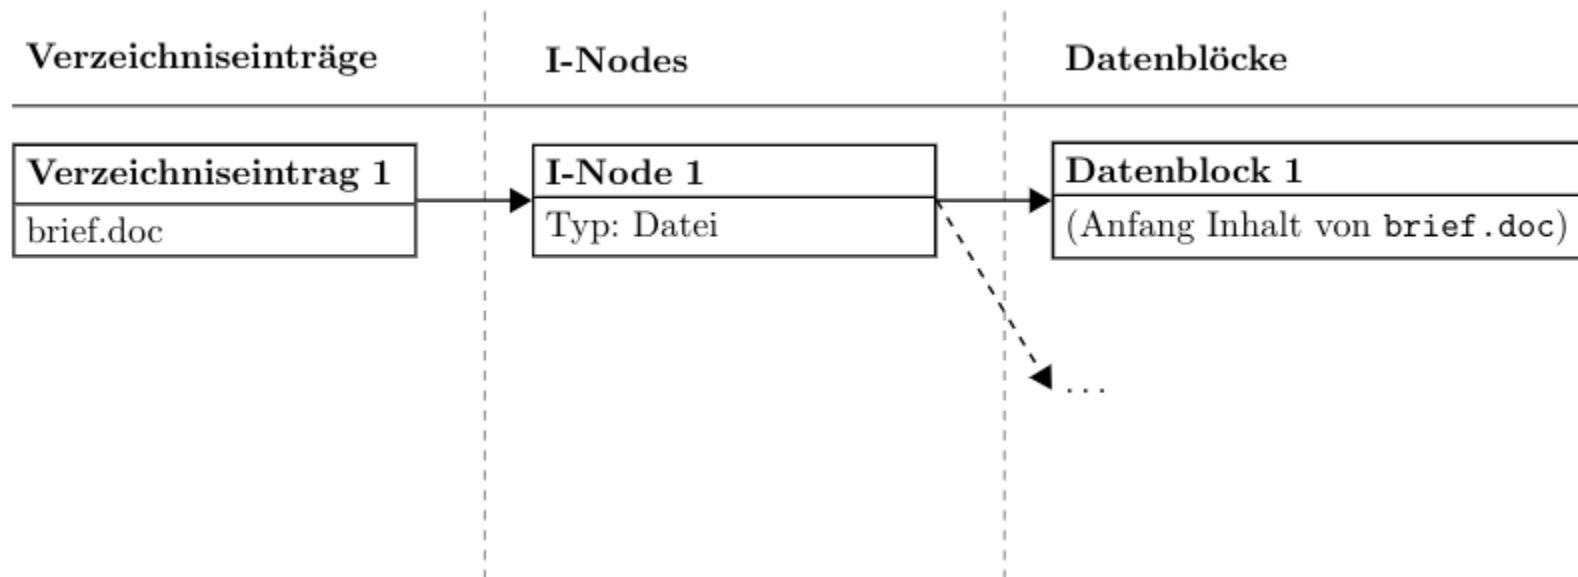 Verzeichniseinträge
I-Nodes
Datenblöcke
Verzeichniseintrag 1
brief.doc
I-Node 1
Typ: Datei
Datenblock 1
(Anfang Inhalt von brief.doc)
...